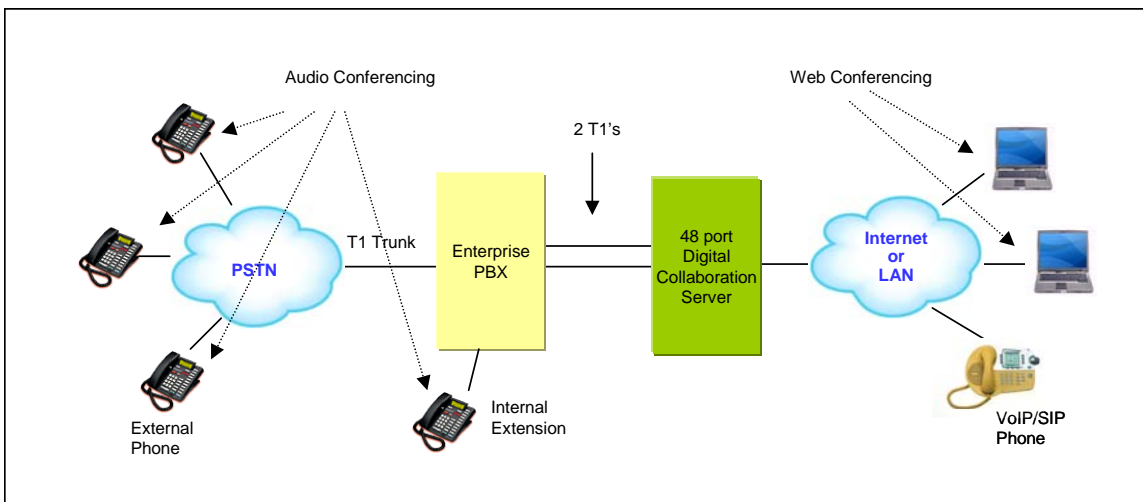 Audio Conferencing
Web Conferencing
2 T1's
T1 Trunk
PSTN
Enterprise
PBX
48 port
Digital
Collaboration
Server
Internet
or
LAN
External
Phone
Internal
Extension
VoIP/SIP
Phone